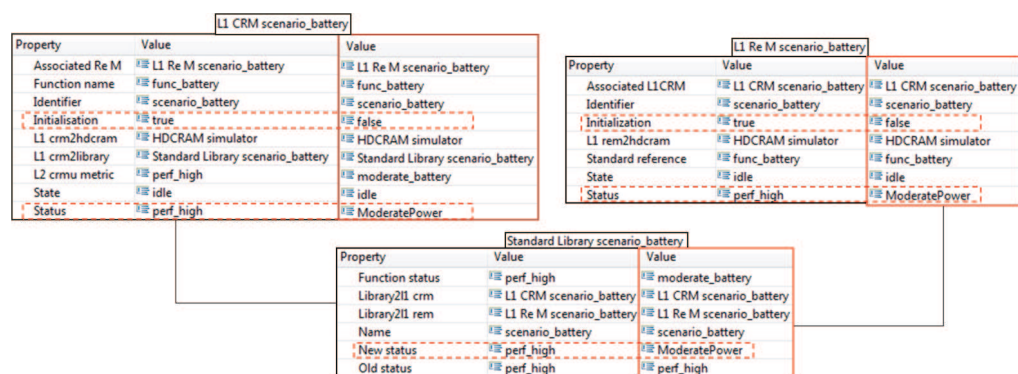 L1 CRM scenario_battery
Property Value Value
Associated Re M L1 Re M scenario_battery L1 Re M scenario_battery
Function name func_battery func_battery
Identifier scenario_battery scenario_battery
Initialisation true false
L1 crm2hdcram HDCRAM simulator HDCRAM simulator
L1 crm2library Standard Library scenario_battery Standard Library scenario_battery
L2 crmu metric perf_high moderate_battery
State idle idle
Status perf_high ModeratePower
L1 Re M scenario_battery
Property Value Value
Associated L1CRM L1 CRM scenario_battery L1 CRM scenario_battery
Identifier scenario_battery scenario_battery
Initialization true false
L1 rem2hdcram HDCRAM simulator HDCRAM simulator
Standard reference func_battery func_battery
State idle idle
Status perf_high ModeratePower
Standard Library scenario_battery
Property Value Value
Function status perf_high moderate_battery
Library2l1 crm L1 CRM scenario_battery L1 CRM scenario_battery
Library2l1 rem L1 Re M scenario_battery L1 Re M scenario_battery
Name scenario_battery scenario_battery
New status perf_high ModeratePower
Old status perf_high perf_high